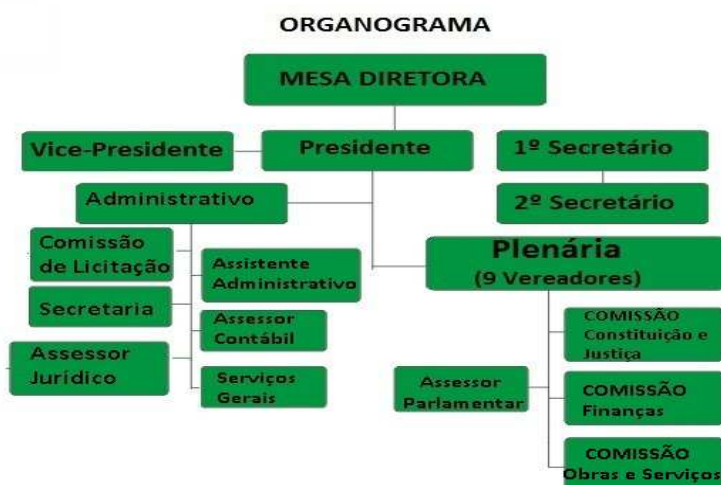 ORGANOGRAMA
MESA DIRETORA
Vice-Presidente
Presidente
1º Secretário
2º Secretário
Administrativo
Comissão
de Licitação
Assistente
Administrativo
Secretaria
Assessor
Contábil
Assessor
Jurídico
Serviços
Gerais
Plenária
(9 Vereadores)
COMISSÃO
Constituição e
Justiça
Assessor
Parlamentar
COMISSÃO
Finanças
COMISSÃO
Obras e Serviços